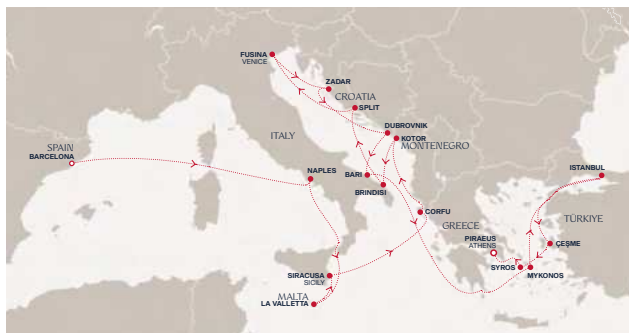 FUSINA
VENICE
ZADAR
CROATIA
SPLIT
DUBROVNIK
KOTOR
MONTENEGRO
ITALY
SPAIN
BARCELONA
NAPLES
BARI
BRINDISI
ISTANBUL
CORFU
GREECE
TÜRKIYE
PIRAEUS
ATHENS
ÇEŞME
SYROS
MYKONOS
SIRACUSA
SICILY
MALTA
LA VALLETTA